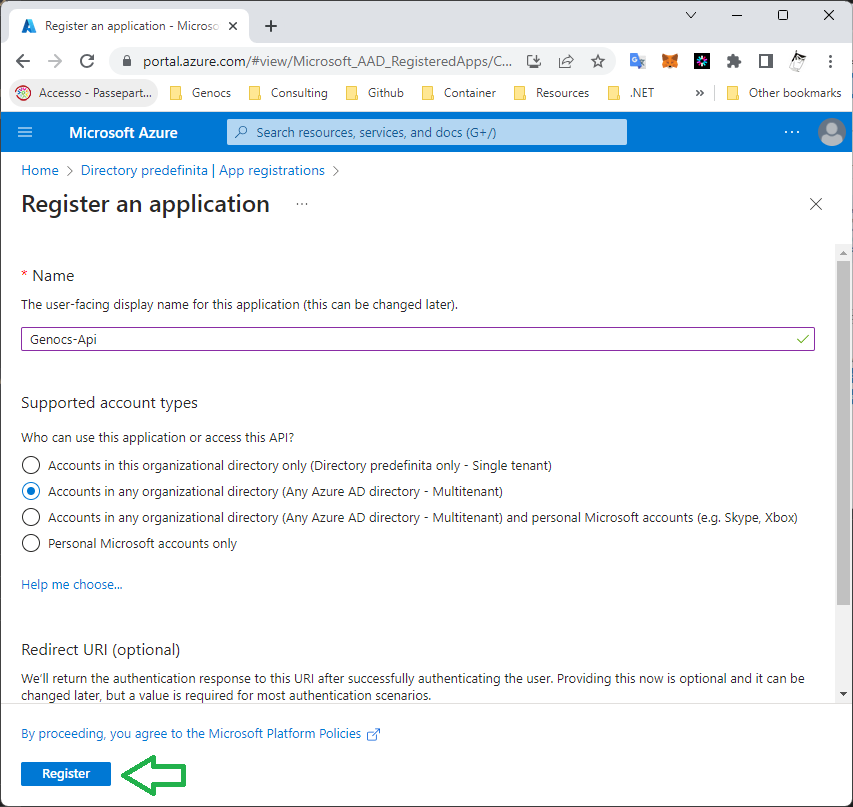 Register an application - Microso
portal.azure.com/#view/Microsoft_AAD_RegisteredApps/C...
Accesso - Passepart... Genocs Consulting Github Container Resources .NET » Other bookmarks
Microsoft Azure Search resources, services, and docs (G+/) ...
Home > Directory predefinita | App registrations >
Register an application ...
* Name
The user-facing display name for this application (this can be changed later).
Genocs-Api
Supported account types
Who can use this application or access this API?
Accounts in this organizational directory only (Directory predefinita only - Single tenant)
Accounts in any organizational directory (Any Azure AD directory - Multitenant)
Accounts in any organizational directory (Any Azure AD directory - Multitenant) and personal Microsoft accounts (e.g. Skype, Xbox)
Personal Microsoft accounts only
Help me choose...
Redirect URI (optional)
We'll return the authentication response to this URI after successfully authenticating the user. Providing this now is optional and it can be
changed later, but a value is required for most authentication scenarios.
By proceeding, you agree to the Microsoft Platform Policies
Register